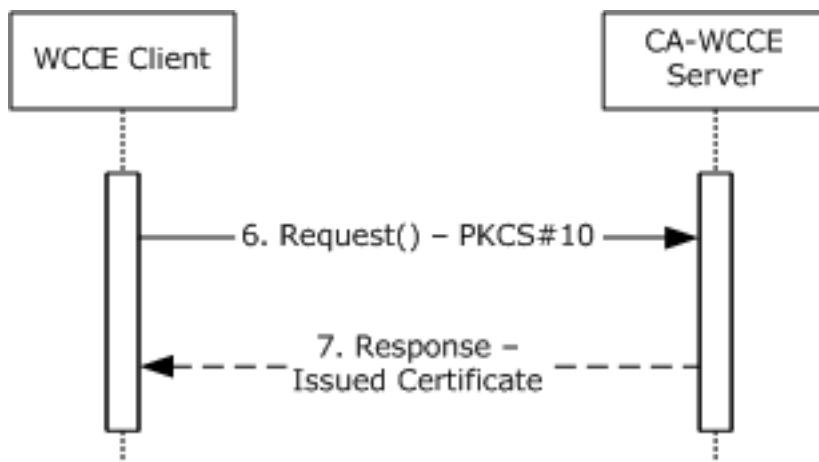 WCCE Client
CA-WCCE
Server
6. Request() – PKCS#10
7. Response –
Issued Certificate